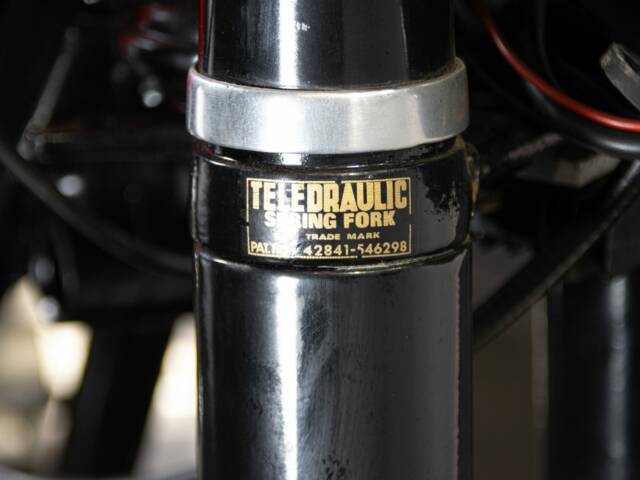 TELEDRAULIC
SPRING FORK
TRADE MARK
PAT. 42841-546298